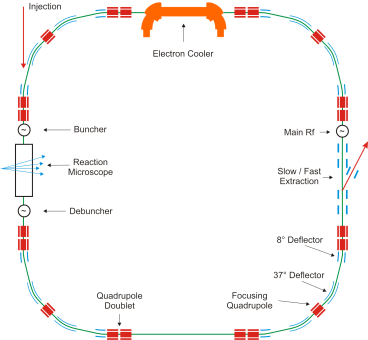 Injection
Electron Cooler
Buncher
Main Rf
~
~
Reaction
Microscope
Slow / Fast
Extraction
Debuncher
~
8° Deflector
37° Deflector
Quadrupole
Doublet
Focusing
Quadrupole